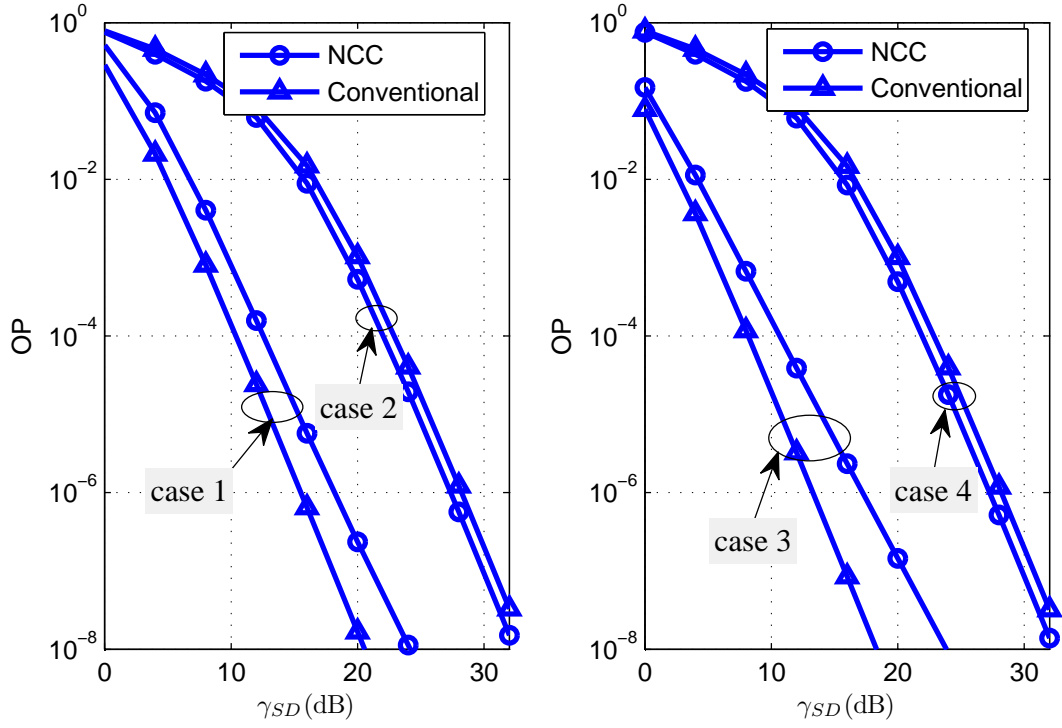 10^0
10^-2
10^-4
10^-6
10^-8
0
10
20
30
OP
γ_SD (dB)
NCC
Conventional
case 1
case 2
10^0
10^-2
10^-4
10^-6
10^-8
0
10
20
30
OP
γ_SD (dB)
NCC
Conventional
case 3
case 4